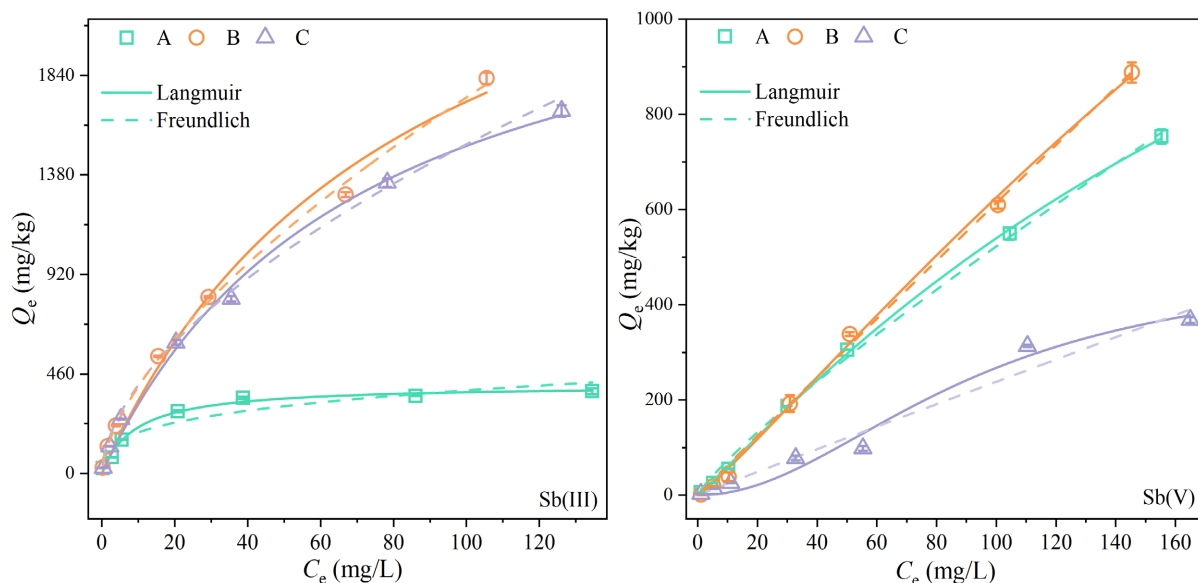 A B C
Langmuir
Freundlich
1840
1380
920
460
0
Qe (mg/kg)
Sb(III)
0 20 40 60 80 100 120
Ce (mg/L)
A B C
Langmuir
Freundlich
1000
800
600
400
200
0
Qe (mg/kg)
Sb(V)
0 20 40 60 80 100 120 140 160
Ce (mg/L)